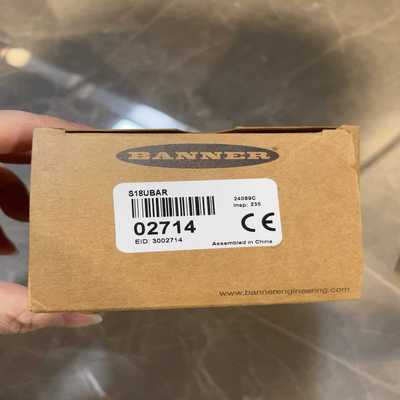 BANNER
S18UBAR
24089C
Insp: 235
02714
CE
EID: 3002714
Assembled in China
www.bannerengineering.com